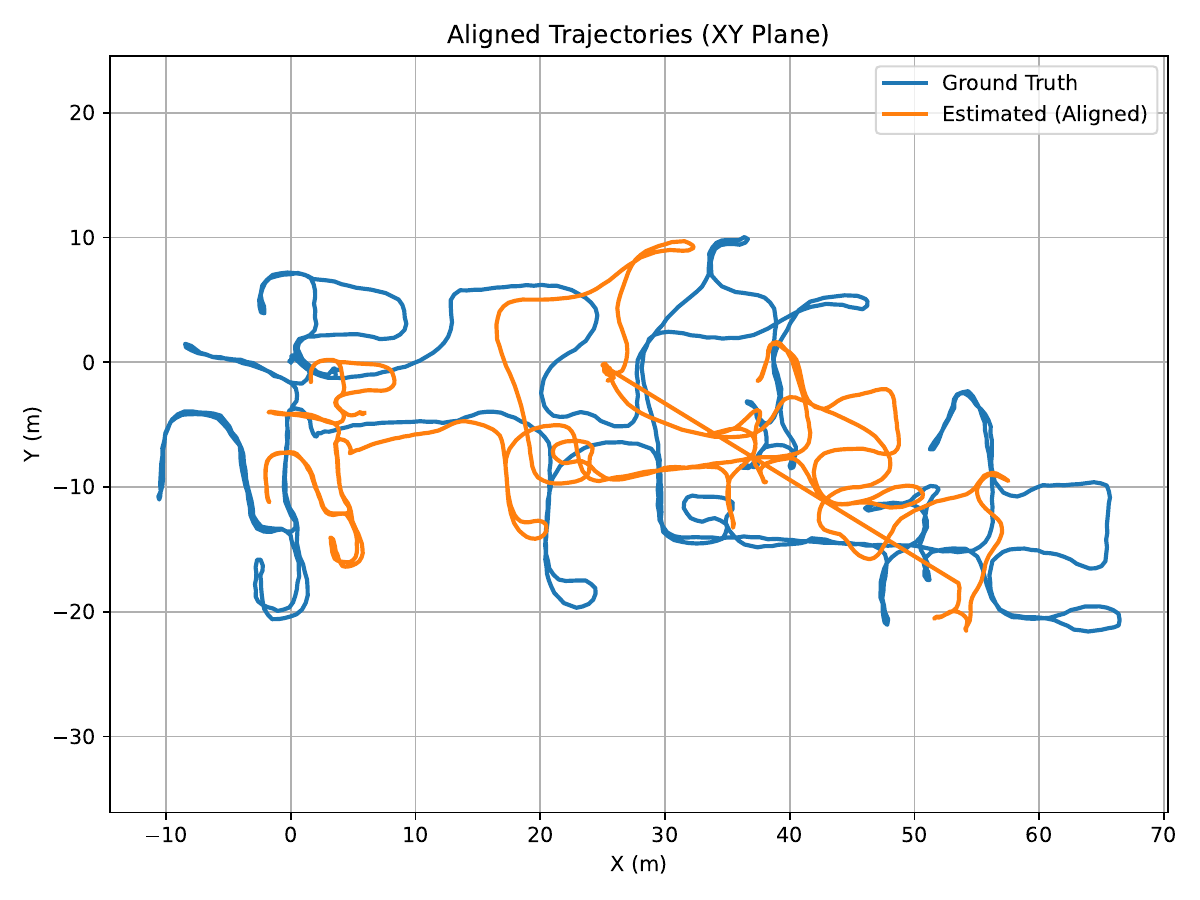 Aligned Trajectories (XY Plane)
Ground Truth
Estimated (Aligned)
20
10
0
−10
−20
−30
Y (m)
−10 0 10 20 30 40 50 60 70
X (m)